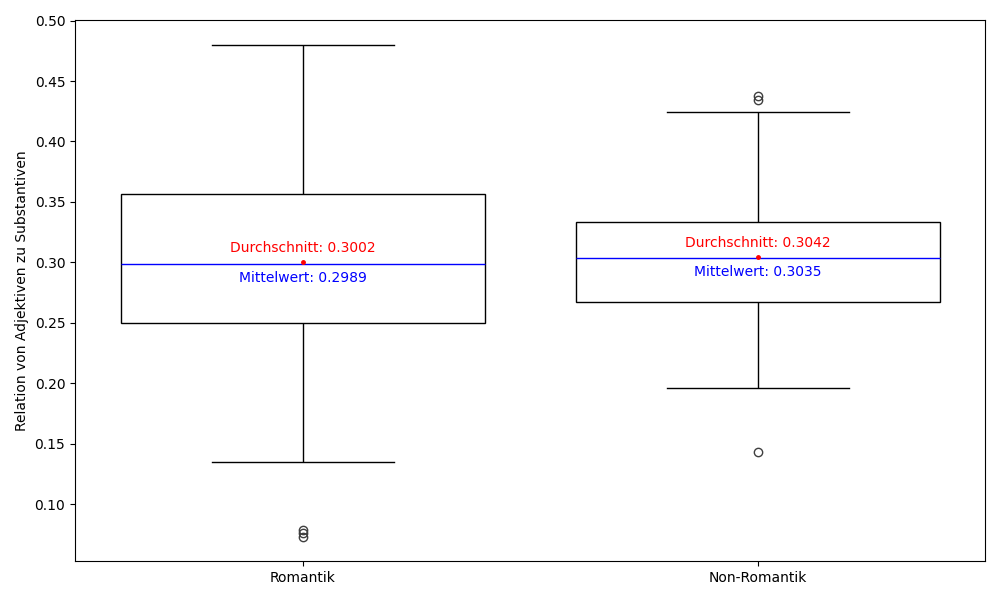 Relation von Adjektiven zu Substantiven
0.50
0.45
0.40
0.35
0.30
0.25
0.20
0.15
0.10
Durchschnitt: 0.3002
Mittelwert: 0.2989
Durchschnitt: 0.3042
Mittelwert: 0.3035
Romantik
Non-Romantik